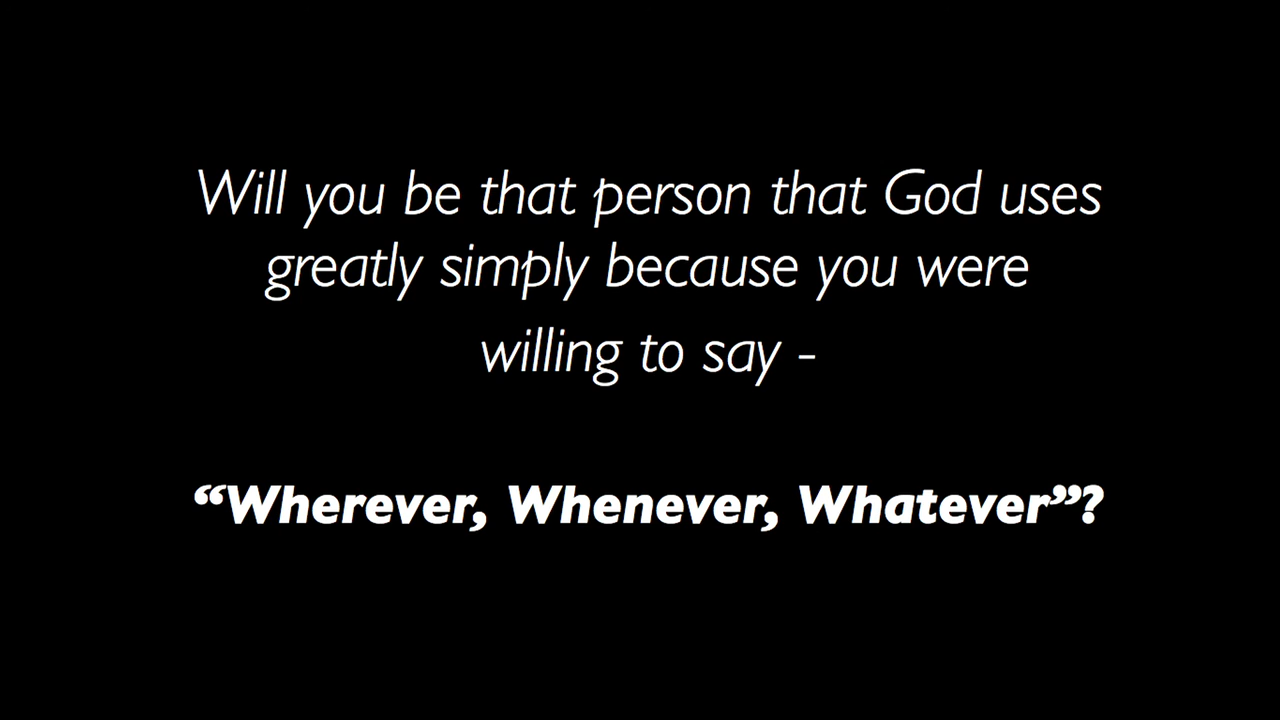 Will you be that person that God uses
greatly simply because you were
willing to say -
“Wherever, Whenever, Whatever”?